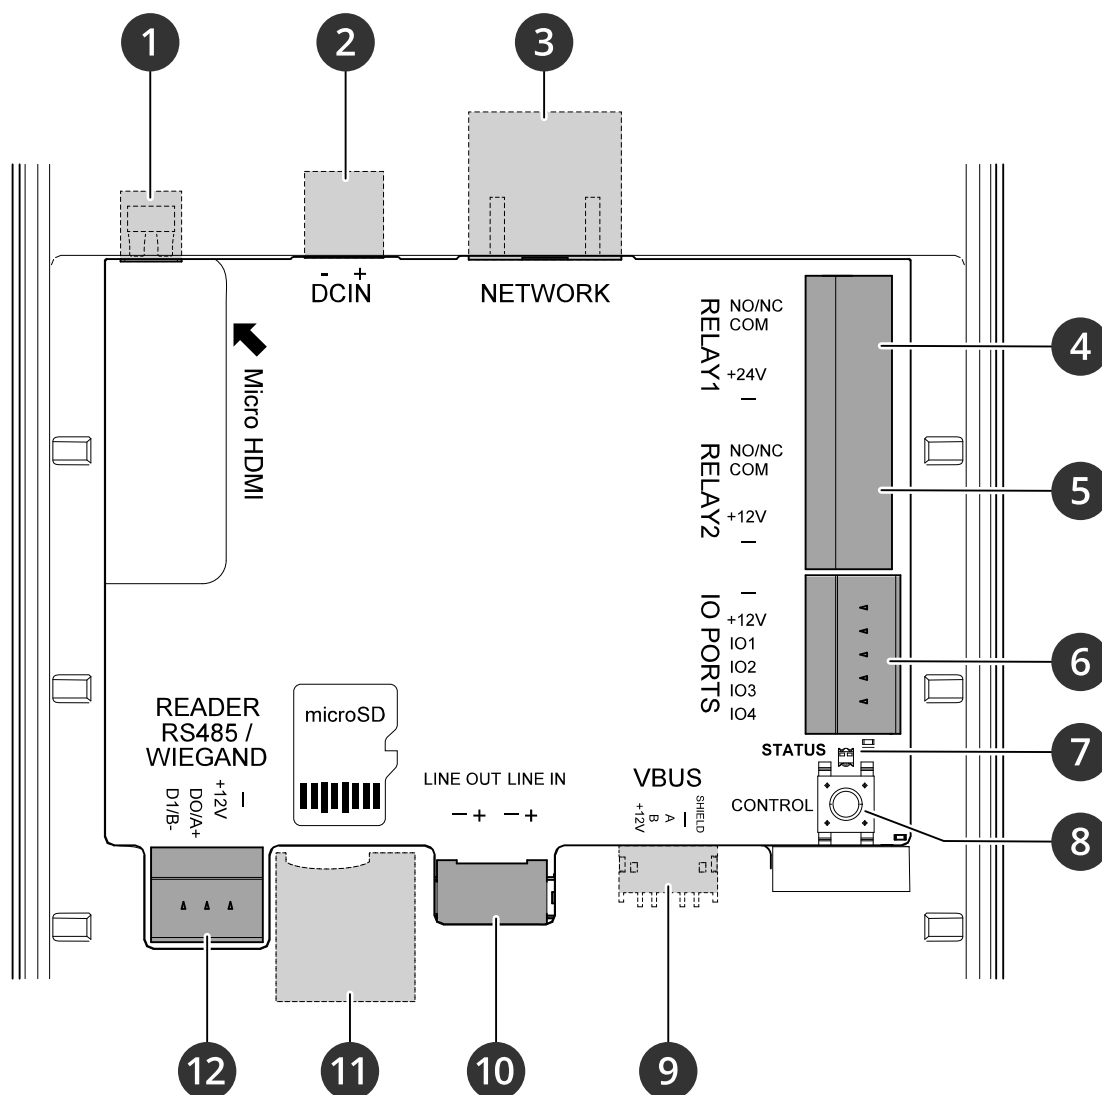 1
2
3
- +
DCIN
NETWORK
Micro HDMI
RELAY1
NO/NC
COM
+24V
—
4
RELAY2
NO/NC
COM
+12V
—
5
IO PORTS
—
+12V
IO1
IO2
IO3
IO4
6
STATUS
7
CONTROL
8
READER
RS485 /
WIEGAND
D1/B-
DO/A+
+12V
—
microSD
LINE OUT LINE IN
— + — +
VBUS
+12V
B
A
—
SHIELD
12
11
10
9